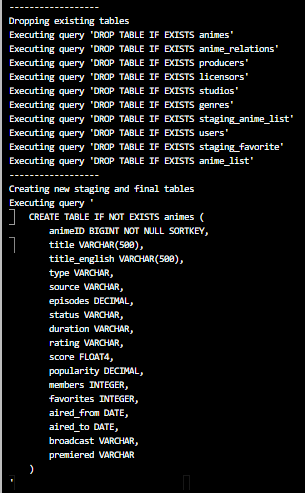 ------------------
Dropping existing tables
Executing query 'DROP TABLE IF EXISTS animes'
Executing query 'DROP TABLE IF EXISTS anime_relations'
Executing query 'DROP TABLE IF EXISTS producers'
Executing query 'DROP TABLE IF EXISTS licensors'
Executing query 'DROP TABLE IF EXISTS studios'
Executing query 'DROP TABLE IF EXISTS genres'
Executing query 'DROP TABLE IF EXISTS staging_anime_list'
Executing query 'DROP TABLE IF EXISTS users'
Executing query 'DROP TABLE IF EXISTS staging_favorite'
Executing query 'DROP TABLE IF EXISTS anime_list'
------------------
Creating new staging and final tables
Executing query '
CREATE TABLE IF NOT EXISTS animes (
animeID BIGINT NOT NULL SORTKEY,
title VARCHAR(500),
title_english VARCHAR(500),
type VARCHAR,
source VARCHAR,
episodes DECIMAL,
status VARCHAR,
duration VARCHAR,
rating VARCHAR,
score FLOAT4,
popularity DECIMAL,
members INTEGER,
favorites INTEGER,
aired_from DATE,
aired_to DATE,
broadcast VARCHAR,
premiered VARCHAR
)
'